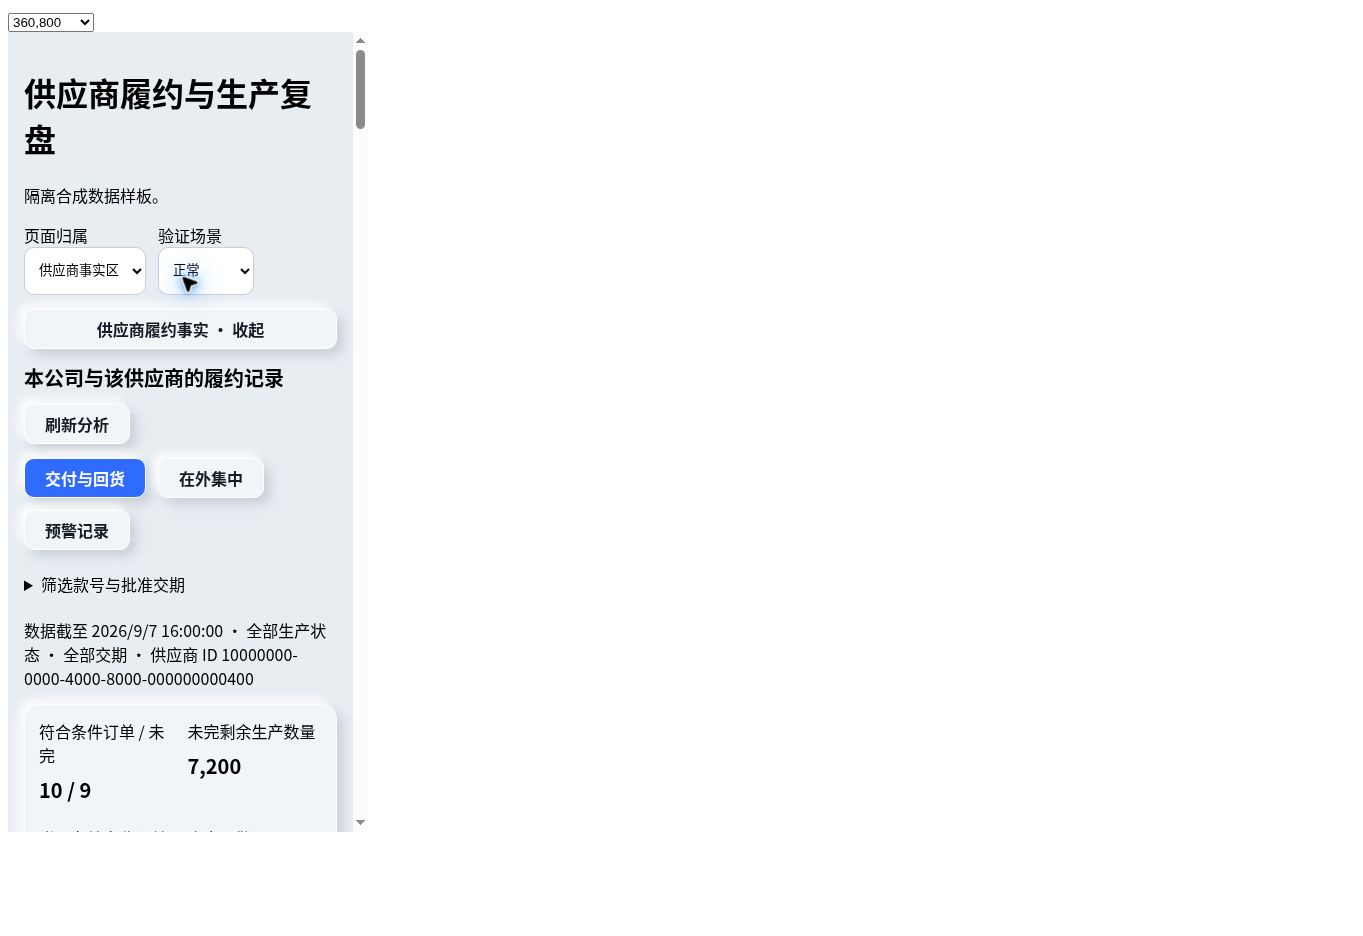 360,800
供应商履约与生产复
盘
隔离合成数据样板。
页面归属 验证场景
供应商事实区 正常
供应商履约事实 · 收起
本公司与该供应商的履约记录
刷新分析
交付与回货 在外集中
预警记录
▶ 筛选款号与批准交期
数据截至 2026/9/7 16:00:00 · 全部生产状
态 · 全部交期 · 供应商 ID 10000000-
0000-4000-8000-000000000400
符合条件订单 / 未
完
10 / 9
未完剩余生产数量
7,200